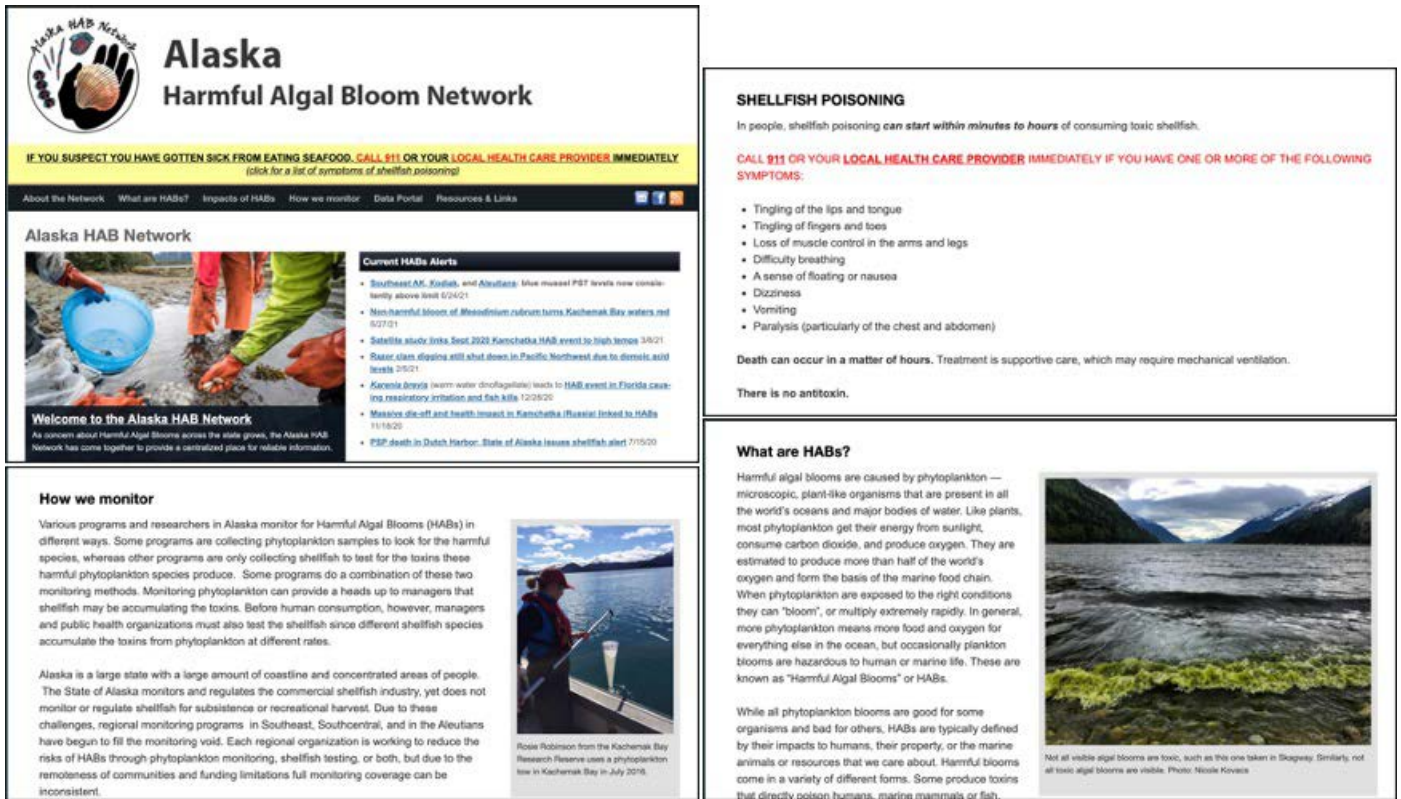 Alaska HAB Network
Alaska
Harmful Algal Bloom Network
IF YOU SUSPECT YOU HAVE GOTTEN SICK FROM EATING SEAFOOD, CALL 911 OR YOUR LOCAL HEALTH CARE PROVIDER IMMEDIATELY
(click for a list of symptoms of shellfish poisoning)
About the Network What are HABs? Impacts of HABs How we monitor Data Portal Resources & Links
Alaska HAB Network
Current HABs Alerts
• Southeast AK, Kodiak, and Aleutians: blue mussel PST levels now consis-
tently above limit 6/24/21
• Non-harmful bloom of Mesodinium rubrum turns Kachemak Bay waters red
5/27/21
• Satellite study links Sept 2020 Kamchatka HAB event to high temps 3/8/21
• Razor clam digging still shut down in Pacific Northwest due to domoic acid
levels 2/5/21
• Karenia brevis (warm water dinoflagellate) leads to HAB event in Florida caus-
ing respiratory irritation and fish kills 12/28/20
• Massive die-off and health impact in Kamchatka (Russia) linked to HABs
11/18/20
• PSP death in Dutch Harbor: State of Alaska issues shellfish alert 7/15/20
Welcome to the Alaska HAB Network
As concern about Harmful Algal Blooms across the state grows, the Alaska HAB
Network has come together to provide a centralized place for reliable information.
How we monitor
Various programs and researchers in Alaska monitor for Harmful Algal Blooms (HABs) in
different ways. Some programs are collecting phytoplankton samples to look for the harmful
species, whereas other programs are only collecting shellfish to test for the toxins these
harmful phytoplankton species produce. Some programs do a combination of these two
monitoring methods. Monitoring phytoplankton can provide a heads up to managers that
shellfish may be accumulating the toxins. Before human consumption, however, managers
and public health organizations must also test the shellfish since different shellfish species
accumulate the toxins from phytoplankton at different rates.
Alaska is a large state with a large amount of coastline and concentrated areas of people.
The State of Alaska monitors and regulates the commercial shellfish industry, yet does not
monitor or regulate shellfish for subsistence or recreational harvest. Due to these
challenges, regional monitoring programs in Southeast, Southcentral, and in the Aleutians
have begun to fill the monitoring void. Each regional organization is working to reduce the
risks of HABs through phytoplankton monitoring, shellfish testing, or both, but due to the
remoteness of communities and funding limitations full monitoring coverage can be
inconsistent.
Rosie Robinson from the Kachemak Bay
Research Reserve uses a phytoplankton
tow in Kachemak Bay in July 2016.
SHELLFISH POISONING
In people, shellfish poisoning can start within minutes to hours of consuming toxic shellfish.
CALL 911 OR YOUR LOCAL HEALTH CARE PROVIDER IMMEDIATELY IF YOU HAVE ONE OR MORE OF THE FOLLOWING
SYMPTOMS:
• Tingling of the lips and tongue
• Tingling of fingers and toes
• Loss of muscle control in the arms and legs
• Difficulty breathing
• A sense of floating or nausea
• Dizziness
• Vomiting
• Paralysis (particularly of the chest and abdomen)
Death can occur in a matter of hours. Treatment is supportive care, which may require mechanical ventilation.
There is no antitoxin.
What are HABs?
Harmful algal blooms are caused by phytoplankton —
microscopic, plant-like organisms that are present in all
the world's oceans and major bodies of water. Like plants,
most phytoplankton get their energy from sunlight,
consume carbon dioxide, and produce oxygen. They are
estimated to produce more than half of the world's
oxygen and form the basis of the marine food chain.
When phytoplankton are exposed to the right conditions
they can "bloom", or multiply extremely rapidly. In general,
more phytoplankton means more food and oxygen for
everything else in the ocean, but occasionally plankton
blooms are hazardous to human or marine life. These are
known as "Harmful Algal Blooms" or HABs.
While all phytoplankton blooms are good for some
organisms and bad for others, HABs are typically defined
by their impacts to humans, their property, or the marine
animals or resources that we care about. Harmful blooms
come in a variety of different forms. Some produce toxins
that directly poison humans, marine mammals or fish.
Not all visible algal blooms are toxic, such as this one taken in Skagway. Similarly, not
all toxic algal blooms are visible. Photo: Nicole Kovacs